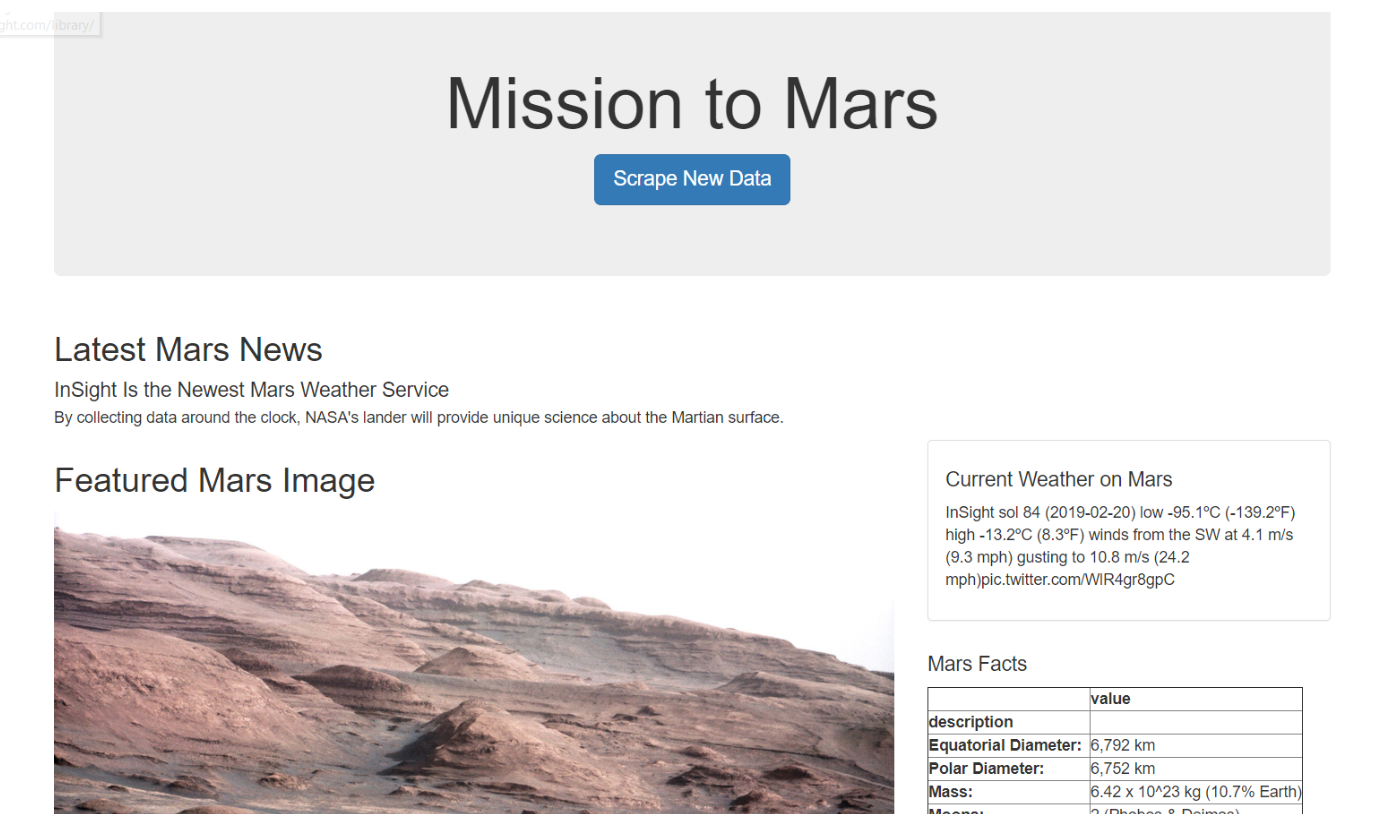 ght.com/library/
Mission to Mars
Scrape New Data
Latest Mars News
InSight Is the Newest Mars Weather Service
By collecting data around the clock, NASA's lander will provide unique science about the Martian surface.
Featured Mars Image
Current Weather on Mars
InSight sol 84 (2019-02-20) low -95.1ºC (-139.2ºF)
high -13.2ºC (8.3ºF) winds from the SW at 4.1 m/s
(9.3 mph) gusting to 10.8 m/s (24.2
mph)pic.twitter.com/WlR4gr8gpC
Mars Facts
value
description
Equatorial Diameter: 6,792 km
Polar Diameter: 6,752 km
Mass: 6.42 x 10^23 kg (10.7% Earth)
Moons: 2 (Phobos & Deimos)